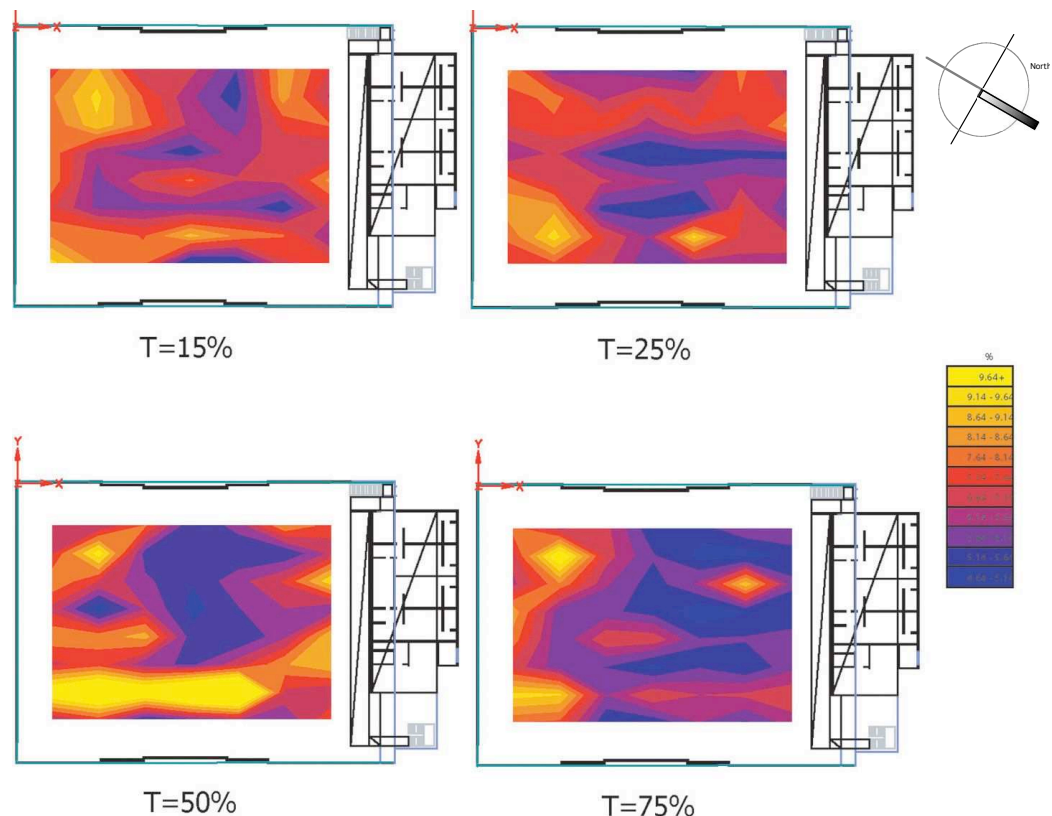 X
X
North
T=15%
T=25%
%
9.64+
9.14 - 9.64
8.64 - 9.14
8.14 - 8.64
7.64 - 8.14
Y
X
Y
X
T=50%
T=75%